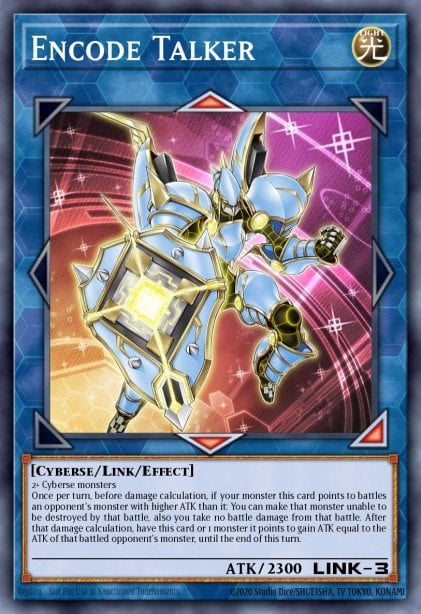 ENCODE TALKER
LIGHT
光
[CYBERSE/LINK/EFFECT]
2+ Cyberse monsters
Once per turn, before damage calculation, if your monster this card points to battles
an opponent's monster with higher ATK than it: You can make that monster unable
to be destroyed by that battle, also you take no battle damage from that battle. After
that damage calculation, have this card or 1 monster it points to gain ATK equal to the
ATK of that battled opponent's monster, until the end of this turn.
ATK/2300 LINK-3
Replica - Not For Use in Sanctioned Tornmaments ©2020 Studio Dice/SHUEISHA, TV TOKYO, KONAMI